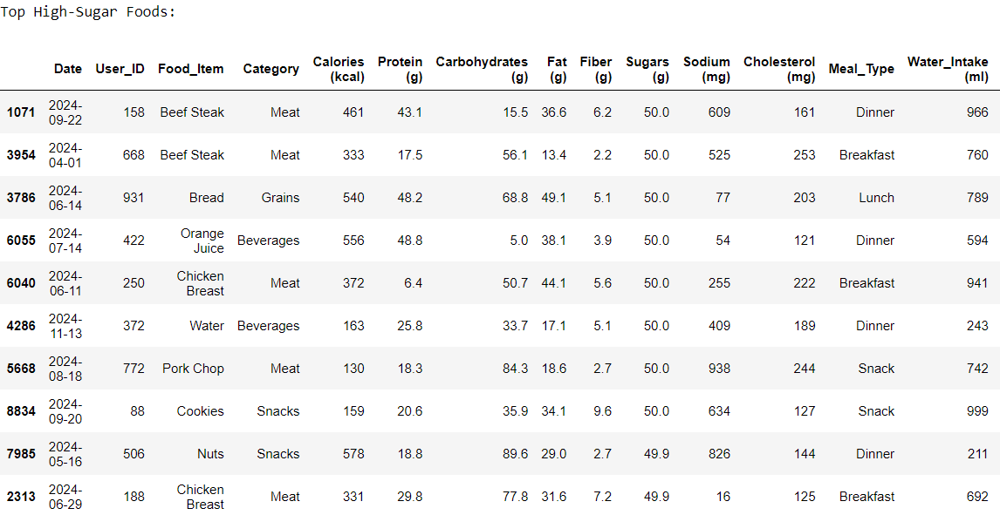 Top High-Sugar Foods:
Date User_ID Food_Item Category Calories (kcal) Protein (g) Carbohydrates (g) Fat (g) Fiber (g) Sugars (g) Sodium (mg) Cholesterol (mg) Meal_Type Water_Intake (ml)
1071 2024-09-22 158 Beef Steak Meat 461 43.1 15.5 36.6 6.2 50.0 609 161 Dinner 966
3954 2024-04-01 668 Beef Steak Meat 333 17.5 56.1 13.4 2.2 50.0 525 253 Breakfast 760
3786 2024-06-14 931 Bread Grains 540 48.2 68.8 49.1 5.1 50.0 77 203 Lunch 789
6055 2024-07-14 422 Orange Juice Beverages 556 48.8 5.0 38.1 3.9 50.0 54 121 Dinner 594
6040 2024-06-11 250 Chicken Breast Meat 372 6.4 50.7 44.1 5.6 50.0 255 222 Breakfast 941
4286 2024-11-13 372 Water Beverages 163 25.8 33.7 17.1 5.1 50.0 409 189 Dinner 243
5668 2024-08-18 772 Pork Chop Meat 130 18.3 84.3 18.6 2.7 50.0 938 244 Snack 742
8834 2024-09-20 88 Cookies Snacks 159 20.6 35.9 34.1 9.6 50.0 634 127 Snack 999
7985 2024-05-16 506 Nuts Snacks 578 18.8 89.6 29.0 2.7 49.9 826 144 Dinner 211
2313 2024-06-29 188 Chicken Breast Meat 331 29.8 77.8 31.6 7.2 49.9 16 125 Breakfast 692